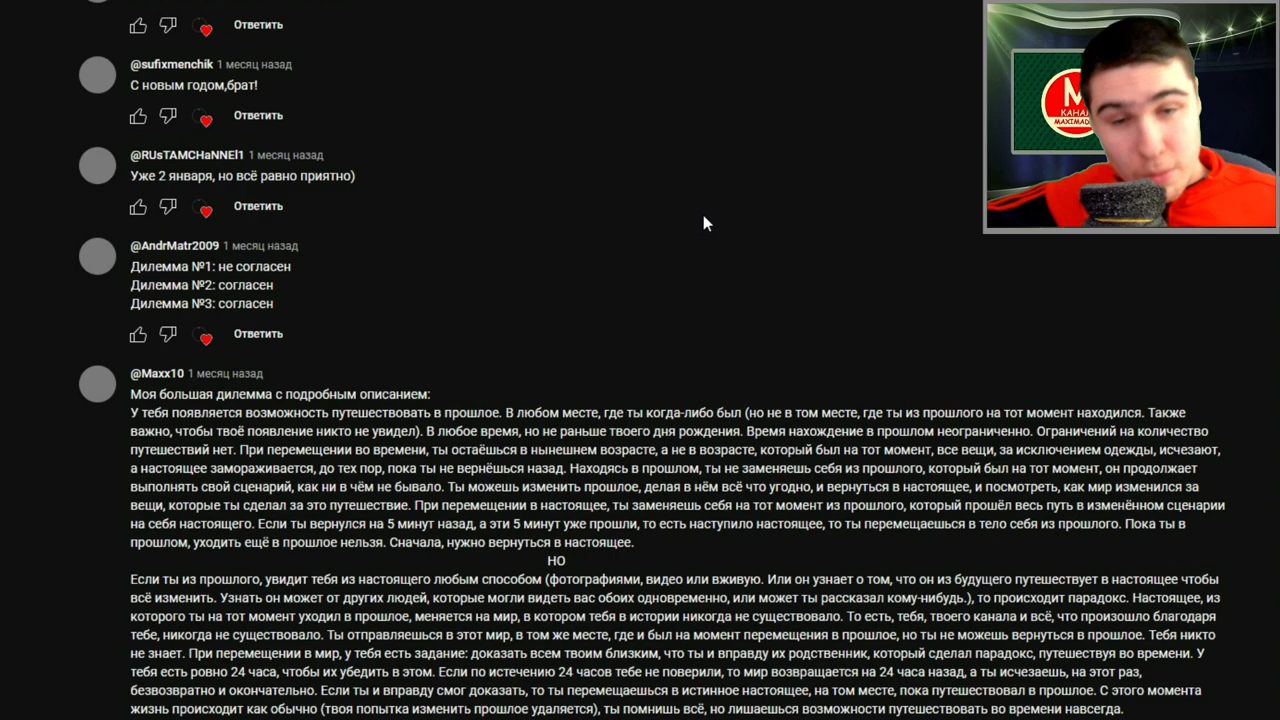 Ответить
@sufixmenchik 1 месяц назад
С новым годом,брат!
Ответить
@RUsTAMCHaNNEl1 1 месяц назад
Уже 2 января, но всё равно приятно)
Ответить
@AndrMatr2009 1 месяц назад
Дилемма №1: не согласен
Дилемма №2: согласен
Дилемма №3: согласен
Ответить
@Maxx10 1 месяц назад
Моя большая дилемма с подробным описанием:
У тебя появляется возможность путешествовать в прошлое. В любом месте, где ты когда-либо был (но не в том месте, где ты из прошлого на тот момент находился. Также
важно, чтобы твоё появление никто не увидел). В любое время, но не раньше твоего дня рождения. Время нахождение в прошлом неограниченно. Ограничений на количество
путешествий нет. При перемещении во времени, ты остаёшься в нынешнем возрасте, а не в возрасте, который был на тот момент, все вещи, за исключением одежды, исчезают,
а настоящее замораживается, до тех пор, пока ты не вернёшься назад. Находясь в прошлом, ты не заменяешь себя из прошлого, который был на тот момент, он продолжает
выполнять свой сценарий, как ни в чём не бывало. Ты можешь изменить прошлое, делая в нём всё что угодно, и вернуться в настоящее, и посмотреть, как мир изменился за
вещи, которые ты сделал за это путешествие. При перемещении в настоящее, ты заменяешь себя на тот момент из прошлого, который прошёл весь путь в изменённом сценарии
на себя настоящего. Если ты вернулся на 5 минут назад, а эти 5 минут уже прошли, то есть наступило настоящее, то ты перемещаешься в тело себя из прошлого. Пока ты в
прошлом, уходить ещё в прошлое нельзя. Сначала, нужно вернуться в настоящее.
НО
Если ты из прошлого, увидит тебя из настоящего любым способом (фотографиями, видео или вживую. Или он узнает о том, что он из будущего путешествует в настоящее чтобы
всё изменить. Узнать он может от других людей, которые могли видеть вас обоих одновременно, или может ты рассказал кому-нибудь.), то происходит парадокс. Настоящее, из
которого ты на тот момент уходил в прошлое, меняется на мир, в котором тебя в истории никогда не существовало. То есть, тебя, твоего канала и всё, что произошло благодаря
тебе, никогда не существовало. Ты отправляешься в этот мир, в том же месте, где и был на момент перемещения в прошлое, но ты не можешь вернуться в прошлое. Тебя никто
не знает. При перемещении в мир, у тебя есть задание: доказать всем твоим близким, что ты и вправду их родственник, который сделал парадокс, путешествуя во времени. У
тебя есть ровно 24 часа, чтобы их убедить в этом. Если по истечению 24 часов тебе не поверили, то мир возвращается на 24 часа назад, а ты исчезаешь, на этот раз,
безвозвратно и окончательно. Если ты и вправду смог доказать, то ты перемещаешься в истинное настоящее, на том месте, пока путешествовал в прошлое. С этого момента
жизнь происходит как обычно (твоя попытка изменить прошлое удаляется), ты помнишь всё, но лишаешься возможности путешествовать во времени навсегда.
М
КАНАЛ